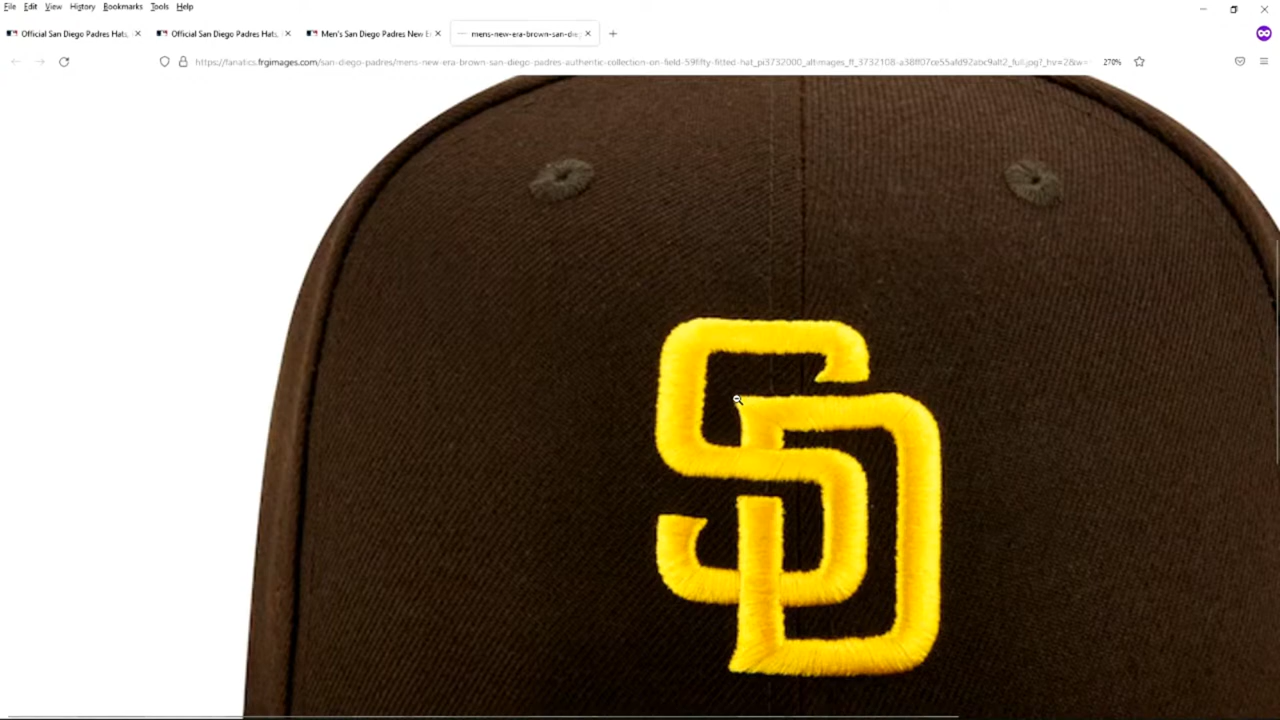 File Edit View History Bookmarks Tools Help
Official San Diego Padres Hats, Official San Diego Padres Hats, Men's San Diego Padres New E mens-new-era-brown-san-die
https://fanatics.frgimages.com/san-diego-padres/mens-new-era-brown-san-diego-padres-authentic-collection-on-field-59fifty-fitted-hat_pi3732000_altimages_ff_3732108-a38ff07ce55afd92abc9alt2_full.jpg?_hv=2&w= 270%
SD